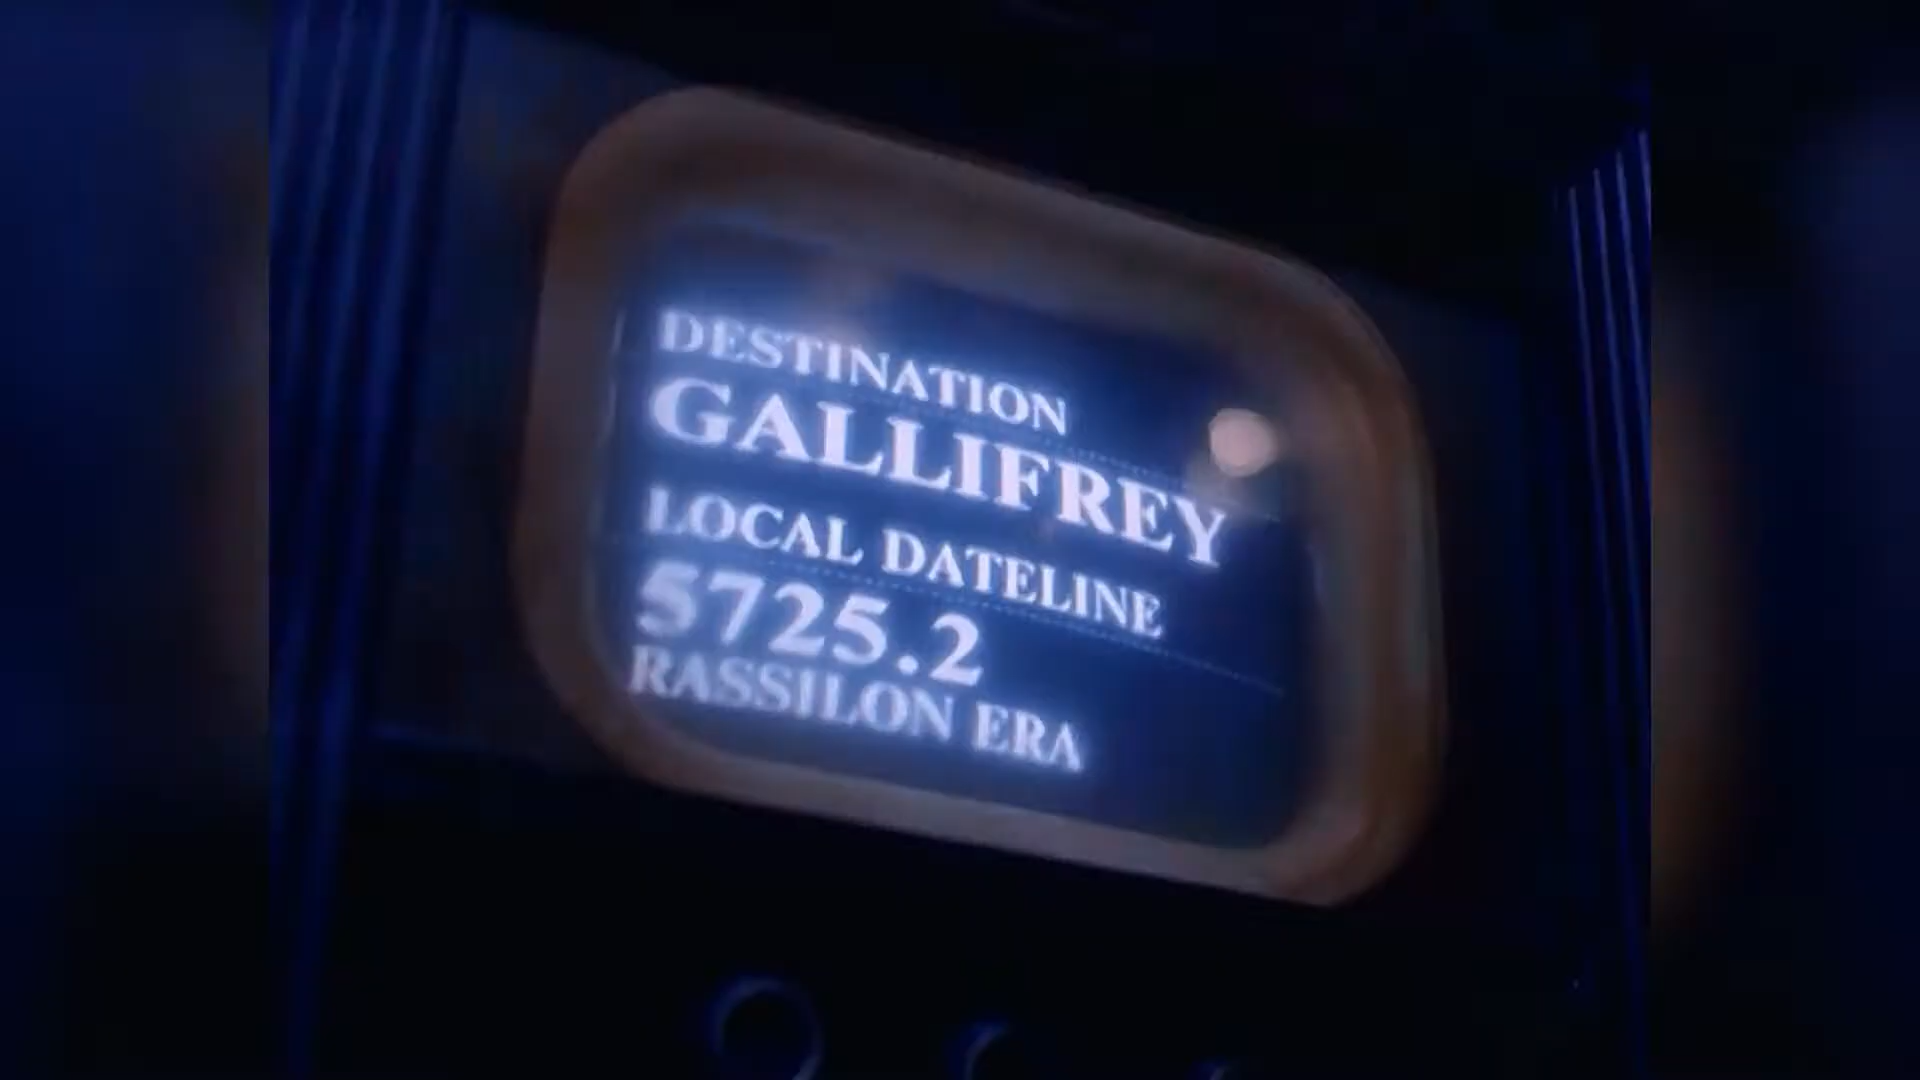 DESTINATION
GALLIFREY
LOCAL DATELINE
5725.2
RASSILON ERA